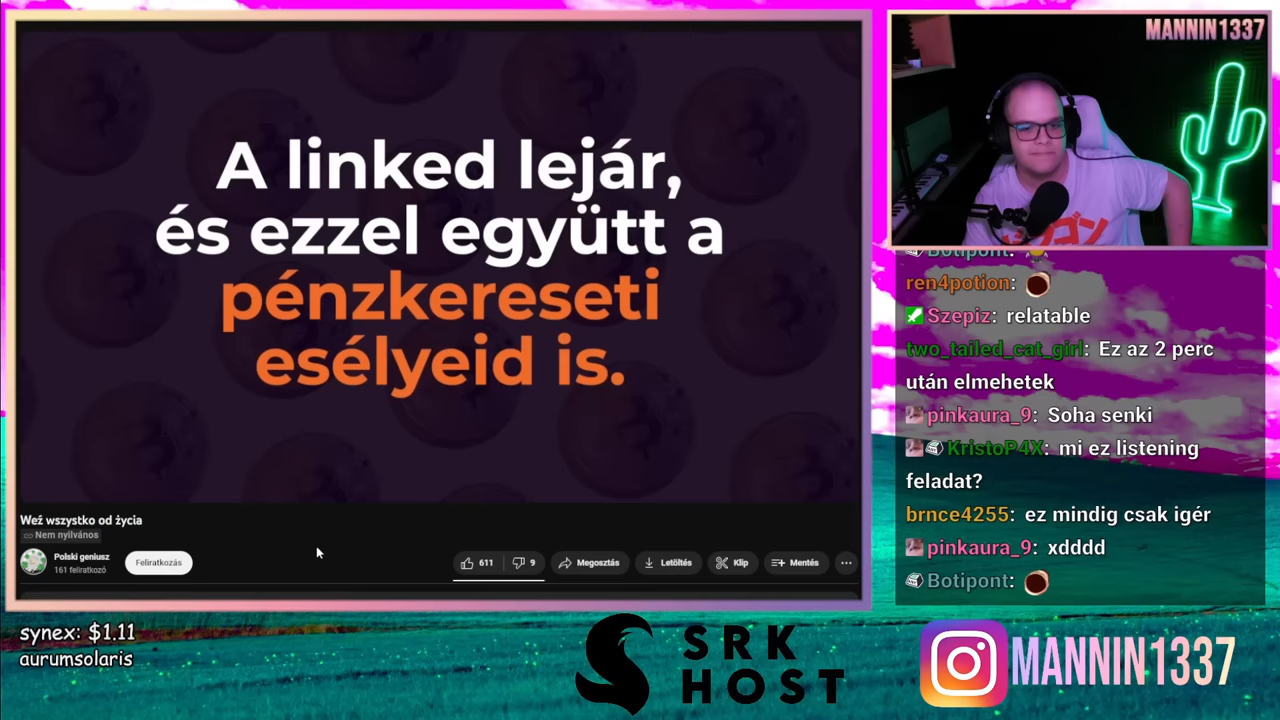 A linked lejár,
és ezzel együtt a
pénzkereseti
esélyeid is.
Weź wszystko od życia
Nem nyilvános
Polski geniusz
161 feliratkozó
Feliratkozás
611
9
Megosztás
Letöltés
Klip
Mentés
MANNIN1337
Botipont:
ren4potion:
Szepiz: relatable
two_tailed_cat_girl: Ez az 2 perc
után elmehetek
pinkaura_9: Soha senki
KristoP4X: mi ez listening
feladat?
brnce4255: ez mindig csak igér
pinkaura_9: xdddd
Botipont:
synex: $1.11
aurumsolaris
SRK
HOST
MANNIN1337